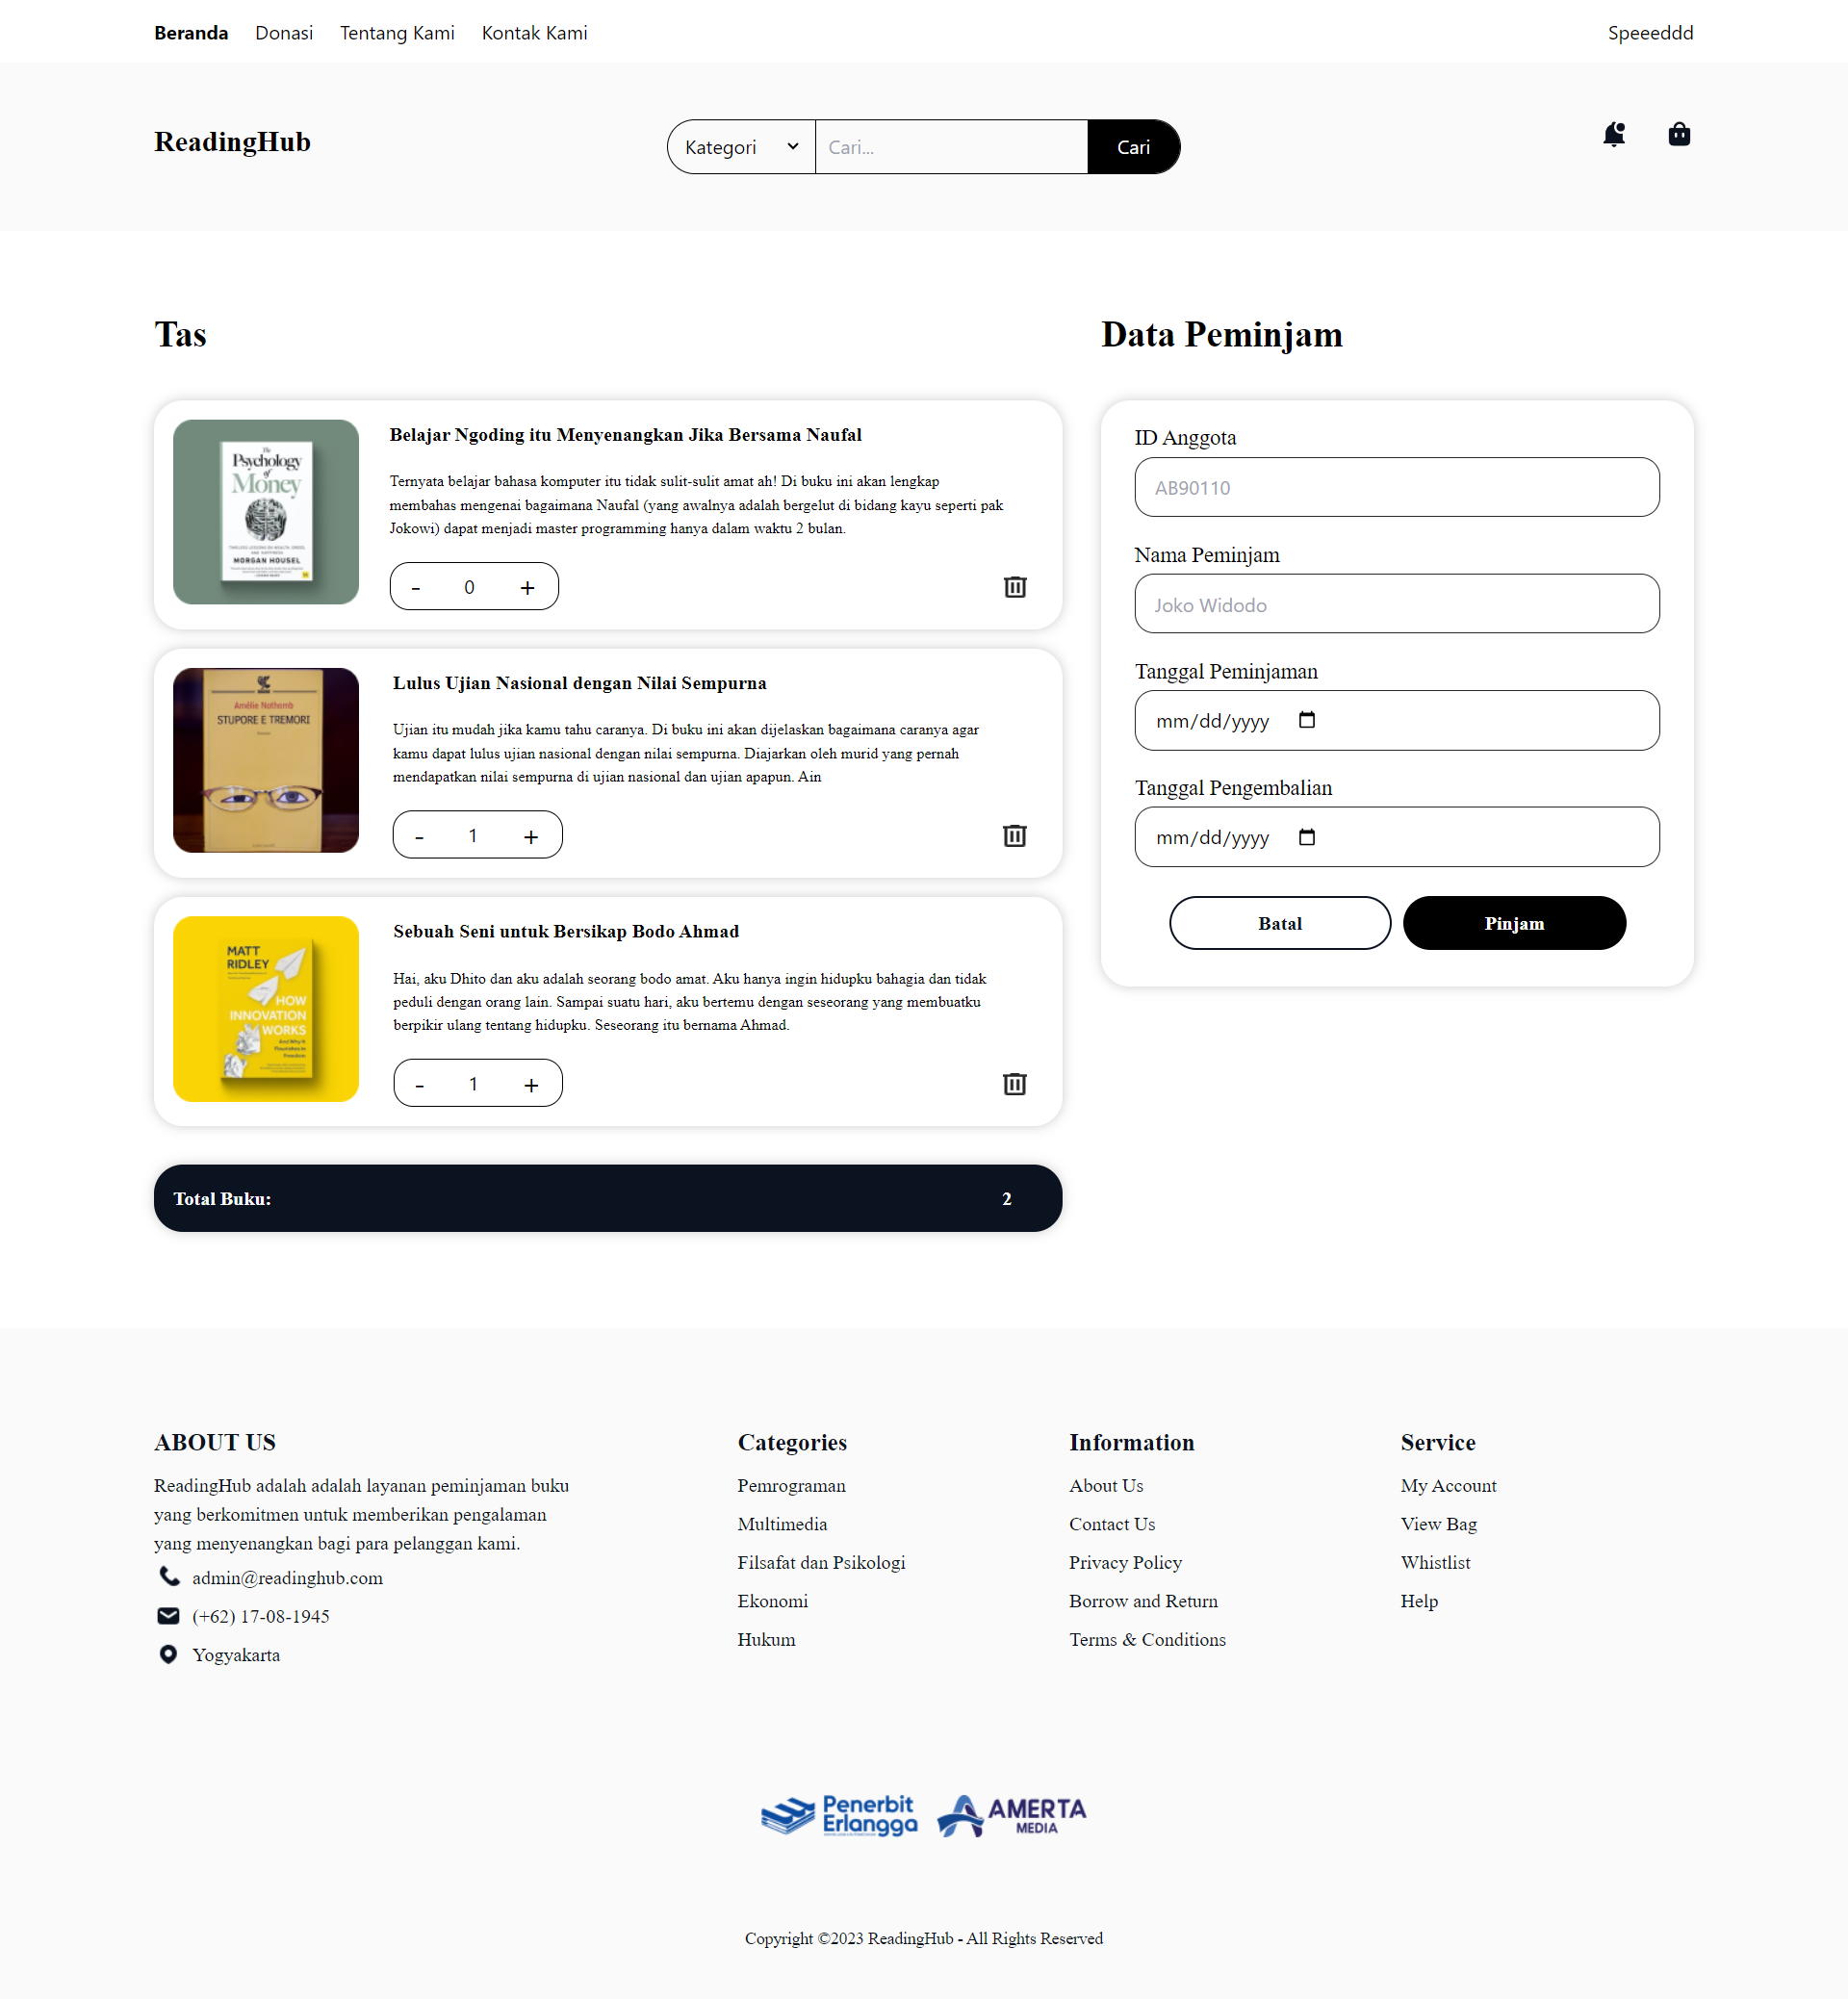 Beranda Donasi Tentang Kami Kontak Kami Speeeddd
ReadingHub Kategori Cari... Cari
Tas
The
Psychology
of
Money
MORGAN HOUSEL
Belajar Ngoding itu Menyenangkan Jika Bersama Naufal
Ternyata belajar bahasa komputer itu tidak sulit-sulit amat ah! Di buku ini akan lengkap
membahas mengenai bagaimana Naufal (yang awalnya adalah bergelut di bidang kayu seperti pak
Jokowi) dapat menjadi master programming hanya dalam waktu 2 bulan.
- 0 +
Amélie Nothomb
STUPORE E TREMORI
Lulus Ujian Nasional dengan Nilai Sempurna
Ujian itu mudah jika kamu tahu caranya. Di buku ini akan dijelaskan bagaimana caranya agar
kamu dapat lulus ujian nasional dengan nilai sempurna. Diajarkan oleh murid yang pernah
mendapatkan nilai sempurna di ujian nasional dan ujian apapun. Ain
- 1 +
MATT
RIDLEY
HOW
INNOVATION
WORKS
And Why It
Flourishes in
Freedom
Sebuah Seni untuk Bersikap Bodo Ahmad
Hai, aku Dhito dan aku adalah seorang bodo amat. Aku hanya ingin hidupku bahagia dan tidak
peduli dengan orang lain. Sampai suatu hari, aku bertemu dengan seseorang yang membuatku
berpikir ulang tentang hidupku. Seseorang itu bernama Ahmad.
- 1 +
Total Buku: 2
Data Peminjam
ID Anggota
AB90110
Nama Peminjam
Joko Widodo
Tanggal Peminjaman
mm/dd/yyyy
Tanggal Pengembalian
mm/dd/yyyy
Batal Pinjam
ABOUT US
ReadingHub adalah adalah layanan peminjaman buku
yang berkomitmen untuk memberikan pengalaman
yang menyenangkan bagi para pelanggan kami.
admin@readinghub.com
(+62) 17-08-1945
Yogyakarta
Categories
Pemrograman
Multimedia
Filsafat dan Psikologi
Ekonomi
Hukum
Information
About Us
Contact Us
Privacy Policy
Borrow and Return
Terms & Conditions
Service
My Account
View Bag
Whistlist
Help
Penerbit
Erlangga
AMERTA
MEDIA
Copyright ©2023 ReadingHub - All Rights Reserved